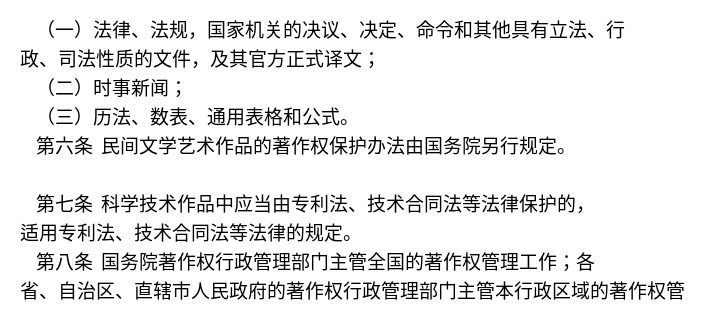 （一）法律、法规，国家机关的决议、决定、命令和其他具有立法、行
政、司法性质的文件，及其官方正式译文；
（二）时事新闻；
（三）历法、数表、通用表格和公式。
第六条 民间文学艺术作品的著作权保护办法由国务院另行规定。
第七条 科学技术作品中应当由专利法、技术合同法等法律保护的，
适用专利法、技术合同法等法律的规定。
第八条 国务院著作权行政管理部门主管全国的著作权管理工作；各
省、自治区、直辖市人民政府的著作权行政管理部门主管本行政区域的著作权管